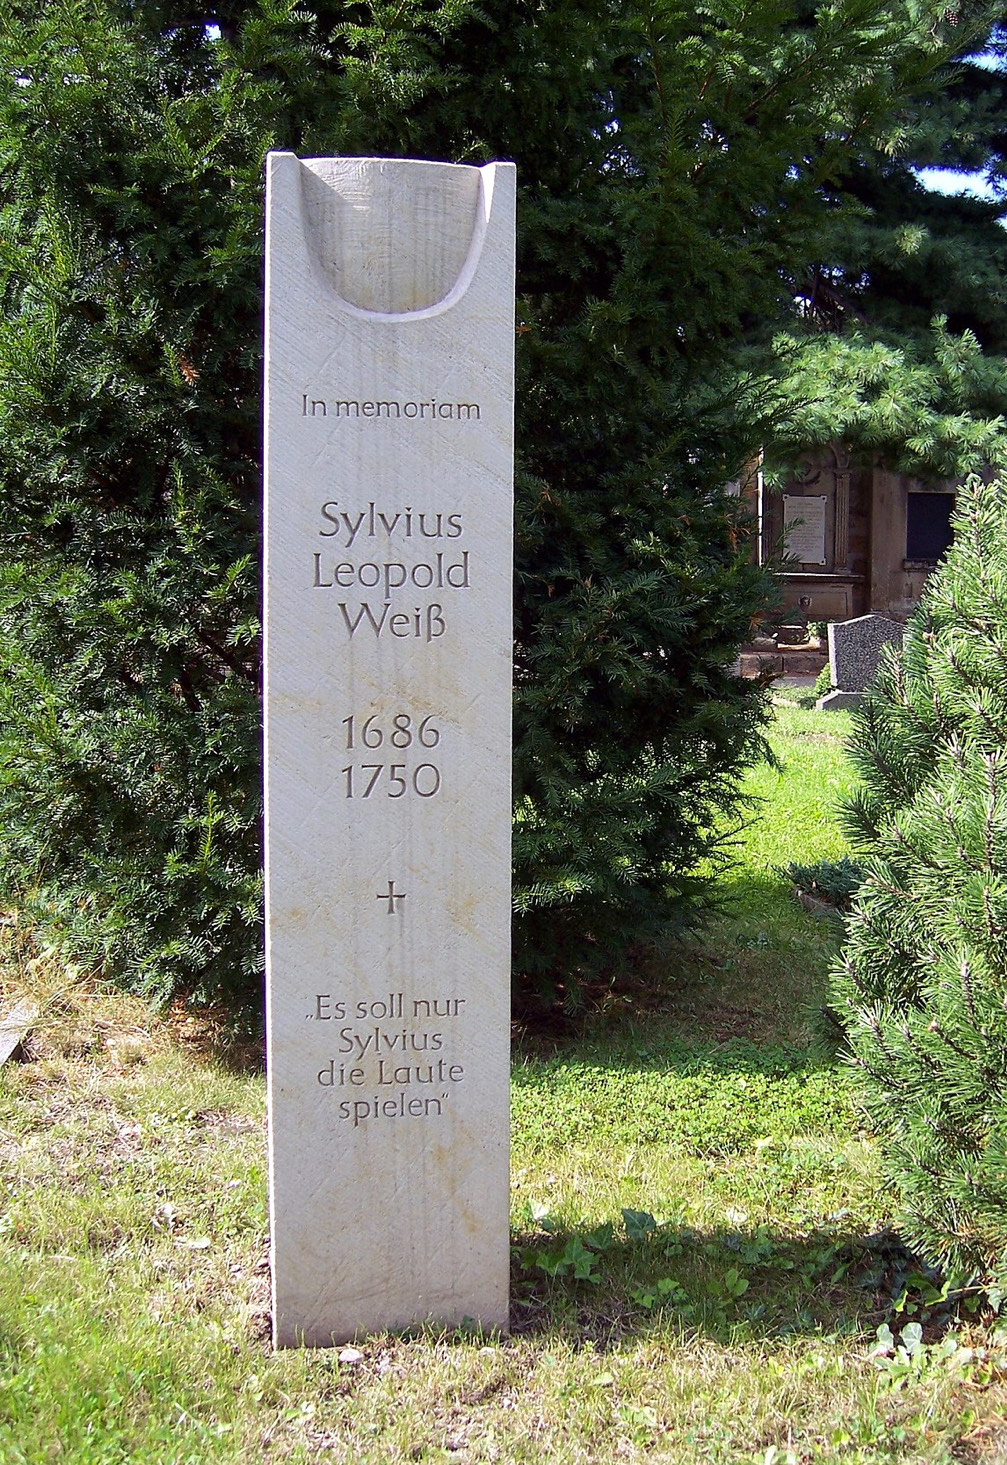 In memoriam
Sylvius
Leopold
Weiß
1686
1750
„Es soll nur
Sylvius
die Laute
spielen“